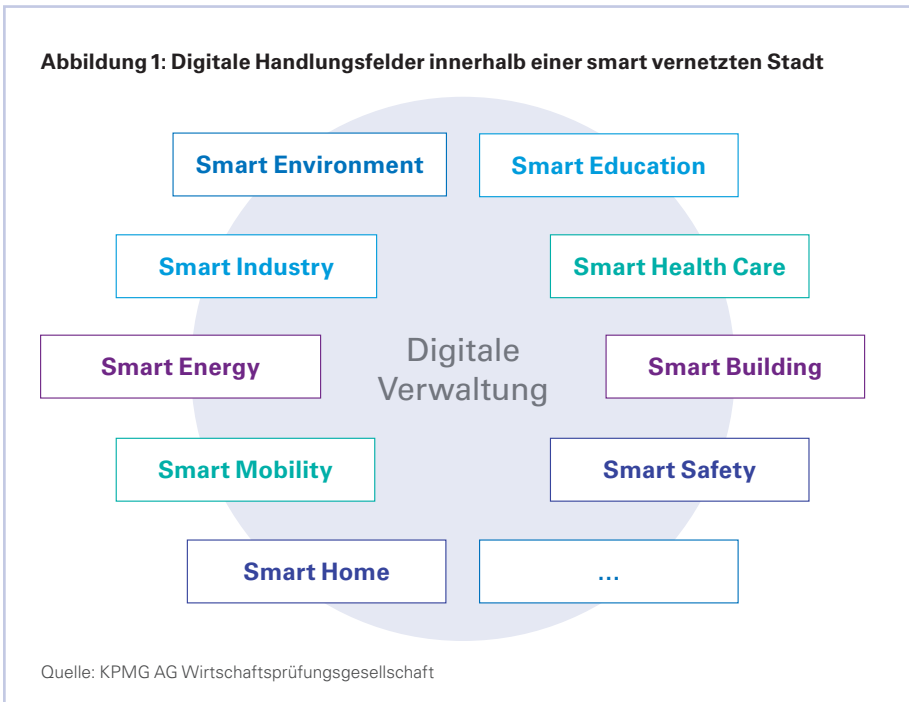 Abbildung 1: Digitale Handlungsfelder innerhalb einer smart vernetzten Stadt
Smart Environment
Smart Education
Smart Industry
Smart Health Care
Smart Energy
Digitale
Verwaltung
Smart Building
Smart Mobility
Smart Safety
Smart Home
...
Quelle: KPMG AG Wirtschaftsprüfungsgesellschaft